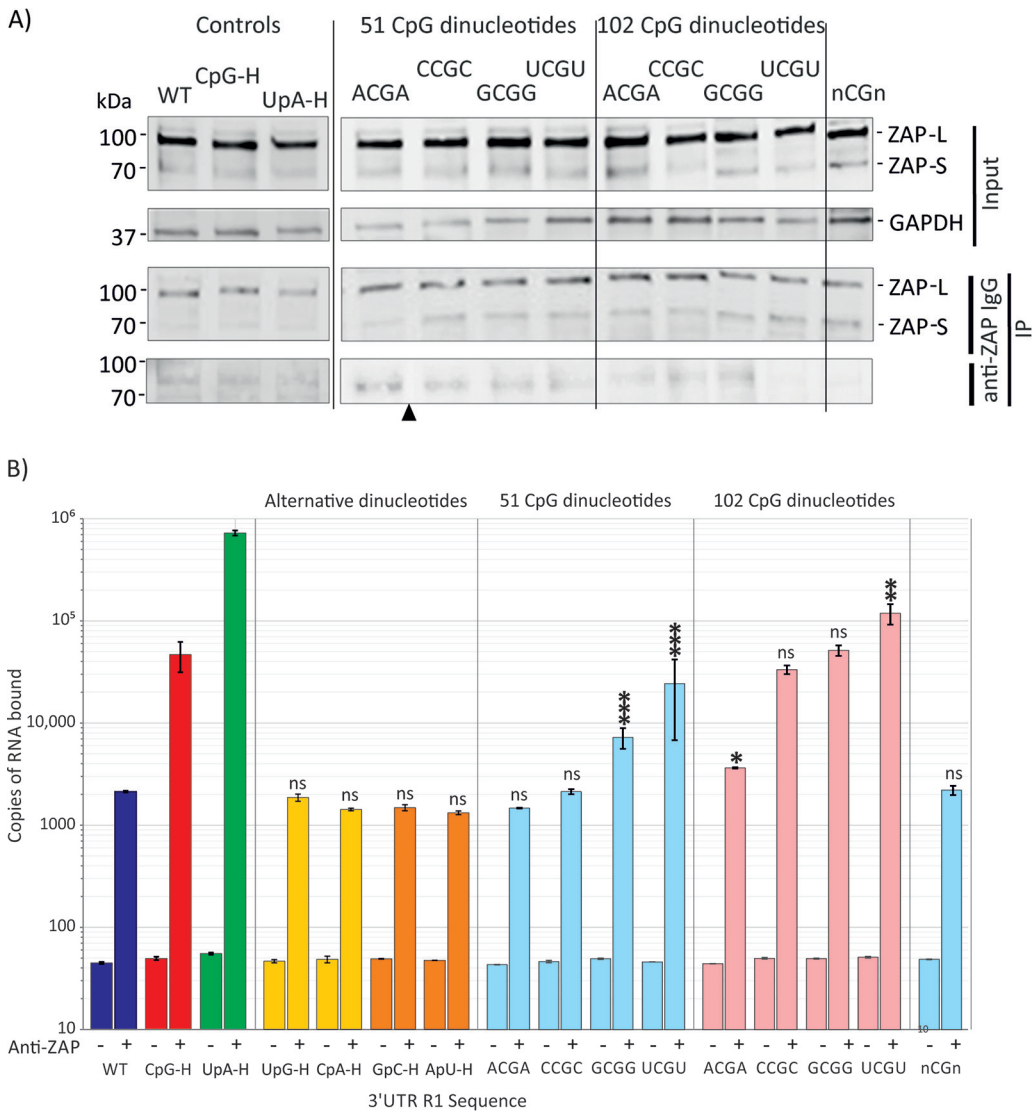 A)
Controls 51 CpG dinucleotides 102 CpG dinucleotides
CpG-H CCGC UCGU CCGC UCGU
kDa WT UpA-H ACGA GCGG ACGA GCGG nCGn
100 ZAP-L
70 ZAP-S
37 GAPDH
Input
100 ZAP-L
70 ZAP-S
100
70
anti-ZAP IgG
IP
B)
Alternative dinucleotides 51 CpG dinucleotides 102 CpG dinucleotides
Copies of RNA bound
10⁶
10⁵
10,000
1000
100
10
ns ns ns ns ns ns *** *** * ns ns ** ns
10
Anti-ZAP - + - + - + - + - + - + - + - + - + - + - + - + - + - + - + - +
WT CpG-H UpA-H UpG-H CpA-H GpC-H ApU-H ACGA CCGC GCGG UCGU ACGA CCGC GCGG UCGU nCGn
3'UTR R1 Sequence